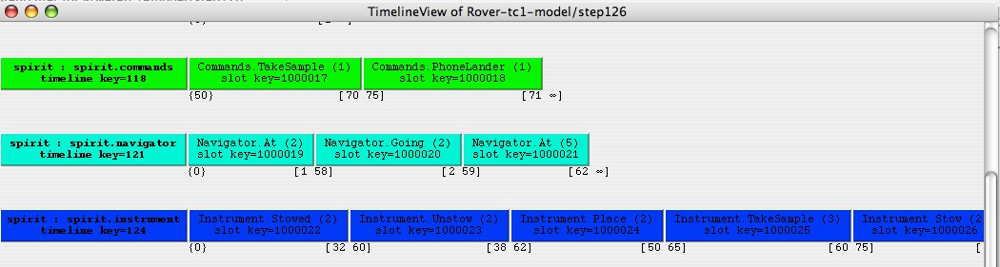 TimelineView of Rover-tc1-model/step126
spirit : spirit.commands
timeline key=118
Commands.TakeSample (1)
slot key=1000017
Commands.PhoneLander (1)
slot key=1000018
{50} [70 75] [71 ∞]
spirit : spirit.navigator
timeline key=121
Navigator.At (2)
slot key=1000019
Navigator.Going (2)
slot key=1000020
Navigator.At (5)
slot key=1000021
{0} [1 58] [2 59] [62 ∞]
spirit : spirit.instrument
timeline key=124
Instrument.Stowed (2)
slot key=1000022
Instrument.Unstow (2)
slot key=1000023
Instrument.Place (2)
slot key=1000024
Instrument.TakeSample (3)
slot key=1000025
Instrument.Stow (2
slot key=1000026
{0} [32 60] [38 62] [50 65] [60 75] [